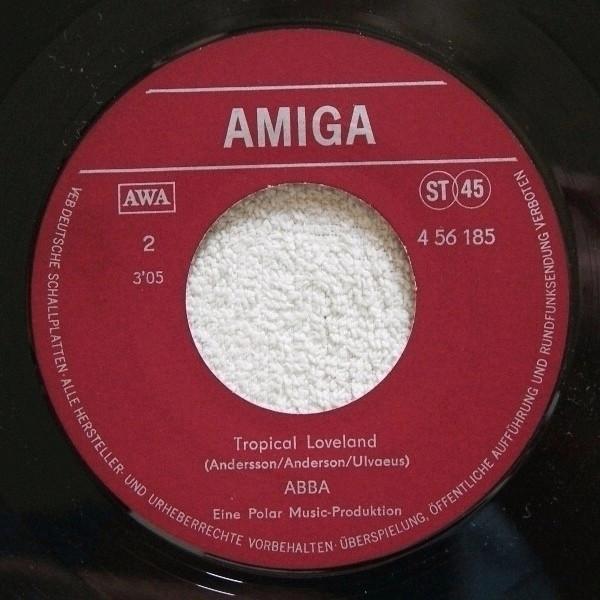 AMIGA
AWA
ST 45
2
4 56 185
3'05
Tropical Loveland
(Andersson/Anderson/Ulvaeus)
ABBA
Eine Polar Music-Produktion
VEB DEUTSCHE SCHALLPLATTEN · ALLE HERSTELLER- UND URHEBERRECHTE VORBEHALTEN · ÜBERSPIELUNG, ÖFFENTLICHE AUFFÜHRUNG UND RUNDFUNKSENDUNG VERBOTEN